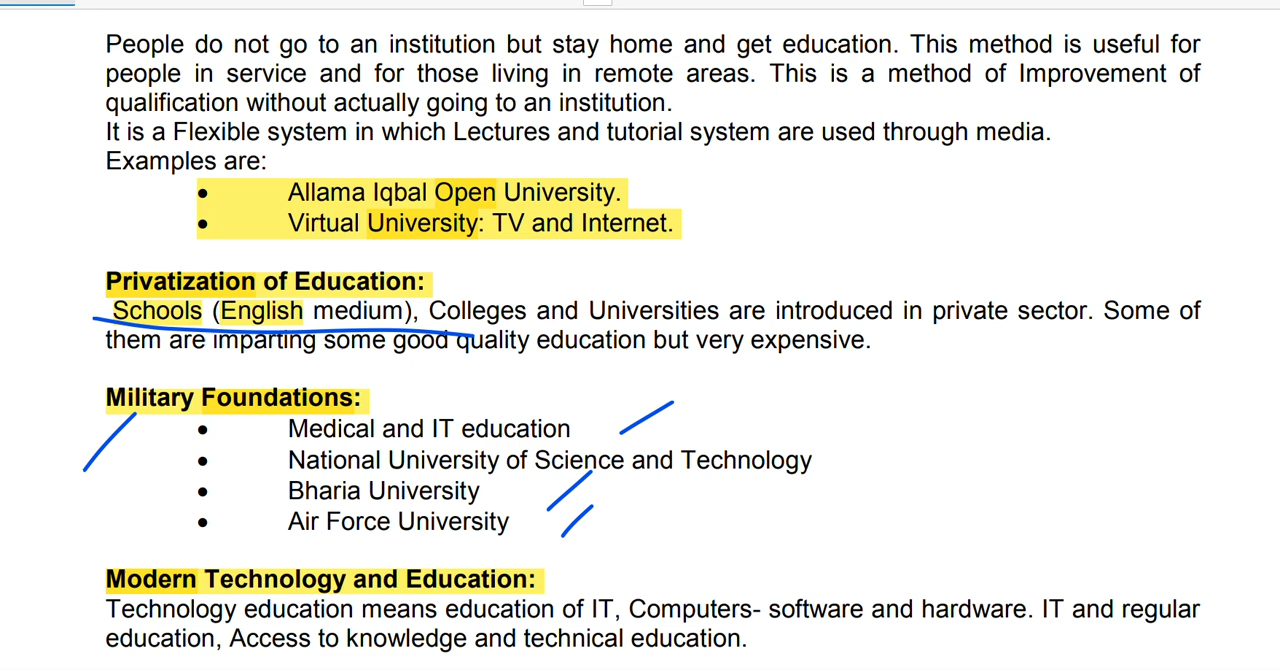 People do not go to an institution but stay home and get education. This method is useful for
people in service and for those living in remote areas. This is a method of Improvement of
qualification without actually going to an institution.
It is a Flexible system in which Lectures and tutorial system are used through media.
Examples are:
• Allama Iqbal Open University.
• Virtual University: TV and Internet.
Privatization of Education:
Schools (English medium), Colleges and Universities are introduced in private sector. Some of
them are imparting some good quality education but very expensive.
Military Foundations:
• Medical and IT education
• National University of Science and Technology
• Bharia University
• Air Force University
Modern Technology and Education:
Technology education means education of IT, Computers- software and hardware. IT and regular
education, Access to knowledge and technical education.